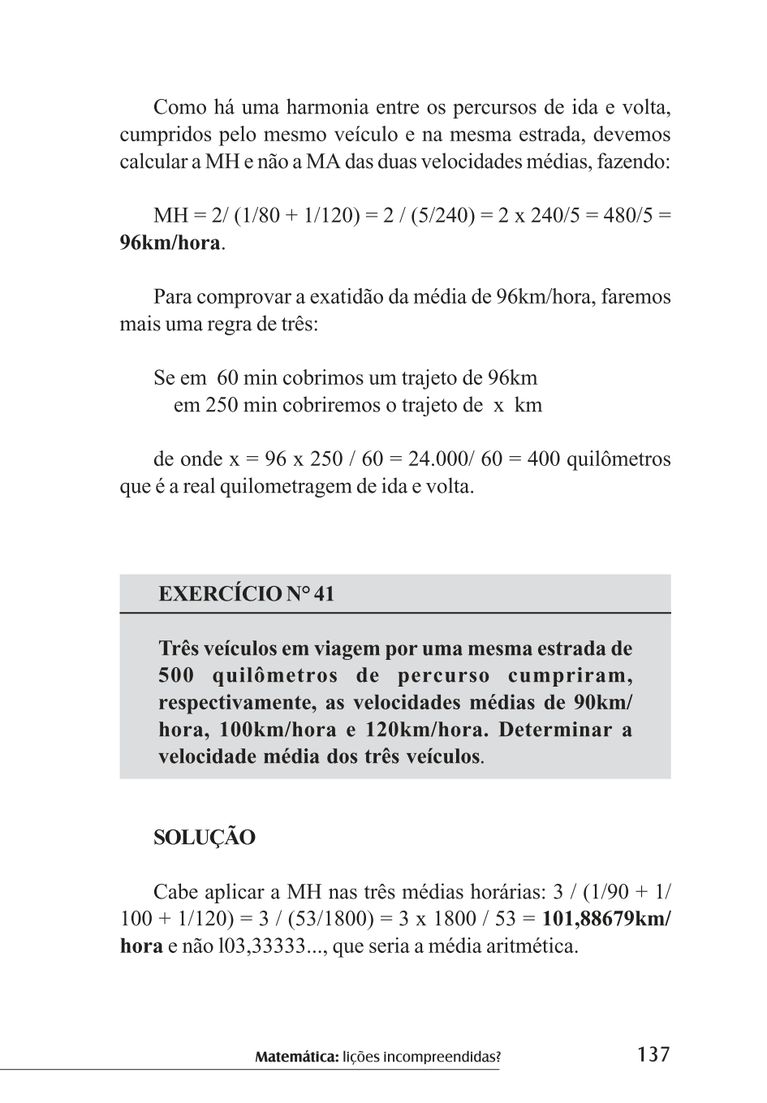 Como há uma harmonia entre os percursos de ida e volta,
cumpridos pelo mesmo veículo e na mesma estrada, devemos
calcular a MH e não a MA das duas velocidades médias, fazendo:
MH = 2/ (1/80 + 1/120) = 2 / (5/240) = 2 x 240/5 = 480/5 =
96km/hora.
Para comprovar a exatidão da média de 96km/hora, faremos
mais uma regra de três:
Se em 60 min cobrimos um trajeto de 96km
em 250 min cobriremos o trajeto de x km
de onde x = 96 x 250 / 60 = 24.000/ 60 = 400 quilômetros
que é a real quilometragem de ida e volta.
EXERCÍCIO N° 41
Três veículos em viagem por uma mesma estrada de
500 quilômetros de percurso cumpriram,
respectivamente, as velocidades médias de 90km/
hora, 100km/hora e 120km/hora. Determinar a
velocidade média dos três veículos.
SOLUÇÃO
Cabe aplicar a MH nas três médias horárias: 3 / (1/90 + 1/
100 + 1/120) = 3 / (53/1800) = 3 x 1800 / 53 = 101,88679km/
hora e não l03,33333..., que seria a média aritmética.
Matemática: lições incompreendidas? 137